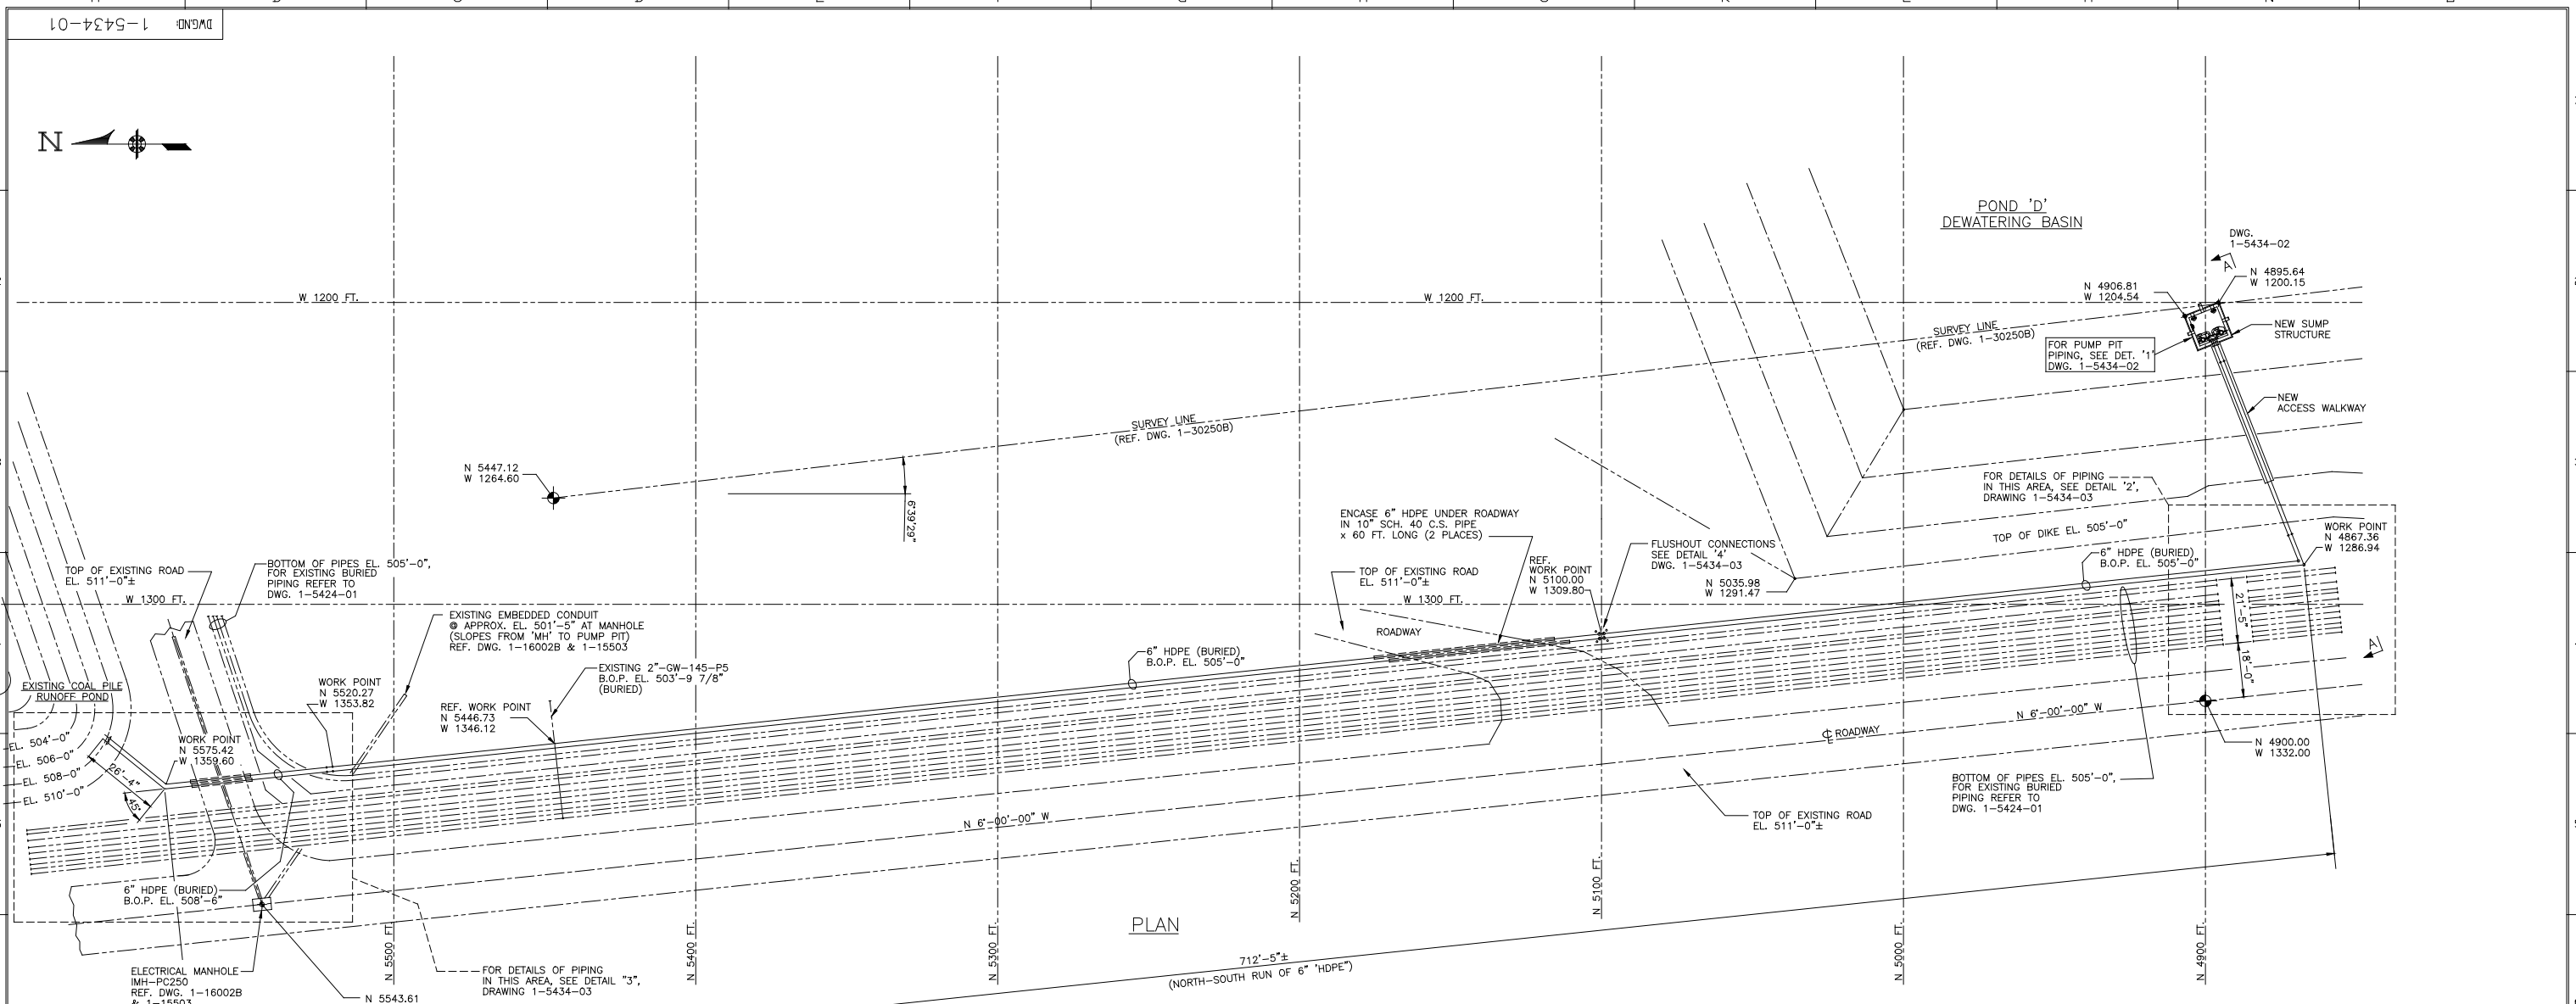 DWG.NO: 1-5434-01
N
W 1200 FT.
W 1200 FT.
POND 'D'
DEWATERING BASIN
DWG.
1-5434-02
A
N 4906.81
W 1204.54
N 4895.64
W 1200.15
NEW SUMP
STRUCTURE
FOR PUMP PIT
PIPING, SEE DET. '1'
DWG. 1-5434-02
SURVEY LINE
(REF. DWG. 1-30250B)
NEW
ACCESS WALKWAY
SURVEY LINE
(REF. DWG. 1-30250B)
N 5447.12
W 1264.60
6°39'29"
FOR DETAILS OF PIPING
IN THIS AREA, SEE DETAIL '2',
DRAWING 1-5434-03
ENCASE 6" HDPE UNDER ROADWAY
IN 10" SCH. 40 C.S. PIPE
x 60 FT. LONG (2 PLACES)
FLUSHOUT CONNECTIONS
SEE DETAIL '4'
DWG. 1-5434-03
TOP OF DIKE EL. 505'-0"
WORK POINT
N 4867.36
W 1286.94
6" HDPE (BURIED)
B.O.P. EL. 505'-0"
REF.
WORK POINT
N 5100.00
W 1309.80
N 5035.98
W 1291.47
TOP OF EXISTING ROAD
EL. 511'-0"±
BOTTOM OF PIPES EL. 505'-0",
FOR EXISTING BURIED
PIPING REFER TO
DWG. 1-5424-01
TOP OF EXISTING ROAD
EL. 511'-0"±
W 1300 FT.
W 1300 FT.
EXISTING EMBEDDED CONDUIT
@ APPROX. EL. 501'-5" AT MANHOLE
(SLOPES FROM 'MH' TO PUMP PIT)
REF. DWG. 1-16002B & 1-15503
ROADWAY
21'-5"
18'-0"
A
6" HDPE (BURIED)
B.O.P. EL. 505'-0"
EXISTING 2"-GW-145-P5
B.O.P. EL. 503'-9 7/8"
(BURIED)
EXISTING COAL PILE
RUNOFF POND
WORK POINT
N 5520.27
W 1353.82
REF. WORK POINT
N 5446.73
W 1346.12
N 6°-00'-00" W
℄ ROADWAY
N 4900.00
W 1332.00
EL. 504'-0"
EL. 506'-0"
EL. 508'-0"
EL. 510'-0"
WORK POINT
N 5575.42
W 1359.60
26'-4"
45°
BOTTOM OF PIPES EL. 505'-0",
FOR EXISTING BURIED
PIPING REFER TO
DWG. 1-5424-01
TOP OF EXISTING ROAD
EL. 511'-0"±
N 6°-00'-00" W
6" HDPE (BURIED)
B.O.P. EL. 508'-6"
N 5500 FT.
N 5400 FT.
N 5300 FT.
N 5200 FT.
N 5100 FT.
N 5000 FT.
N 4900 FT.
PLAN
712'-5"±
(NORTH-SOUTH RUN OF 6" 'HDPE")
ELECTRICAL MANHOLE
IMH-PC250
REF. DWG. 1-16002B
& 1-15503
FOR DETAILS OF PIPING
IN THIS AREA, SEE DETAIL "3",
DRAWING 1-5434-03
N 5543.61